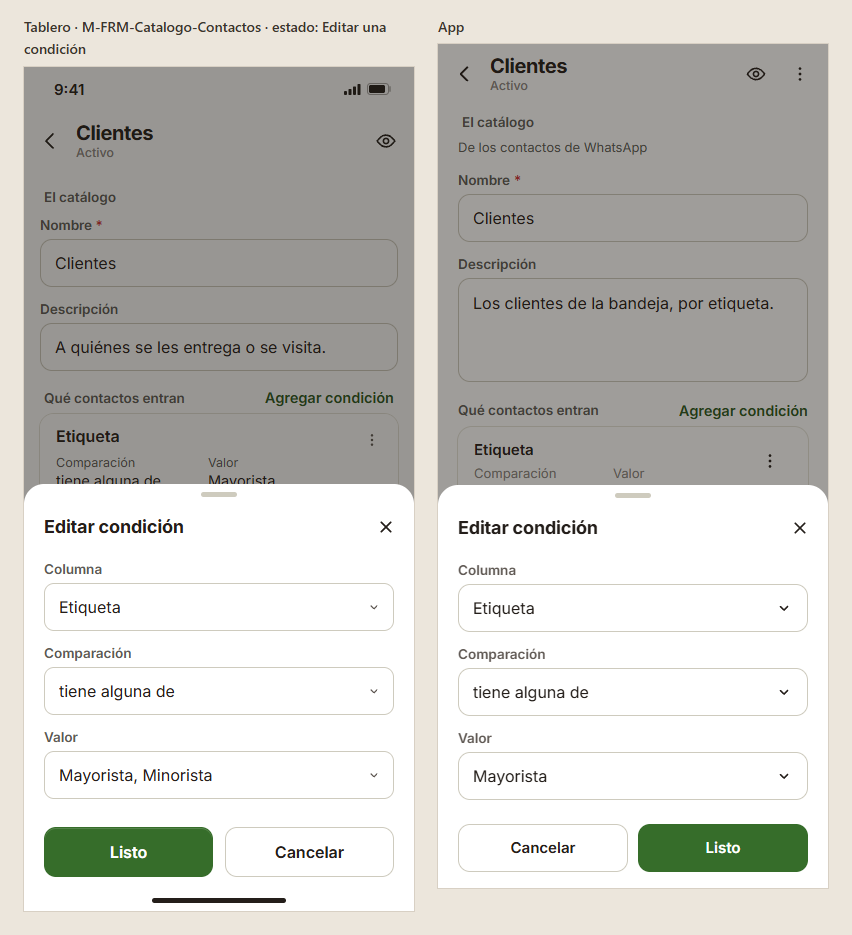 Tablero · M-FRM-Catalogo-Contactos · estado: Editar una
condición
9:41
Clientes
Activo
El catálogo
Nombre *
Clientes
Descripción
A quiénes se les entrega o se visita.
Qué contactos entran
Agregar condición
Etiqueta
Comparación
Valor
tiene alguna de
Mayorista
Editar condición
Columna
Etiqueta
Comparación
tiene alguna de
Valor
Mayorista, Minorista
Listo
Cancelar
App
Clientes
Activo
El catálogo
De los contactos de WhatsApp
Nombre *
Clientes
Descripción
Los clientes de la bandeja, por etiqueta.
Qué contactos entran
Agregar condición
Etiqueta
Comparación
Valor
Editar condición
Columna
Etiqueta
Comparación
tiene alguna de
Valor
Mayorista
Cancelar
Listo